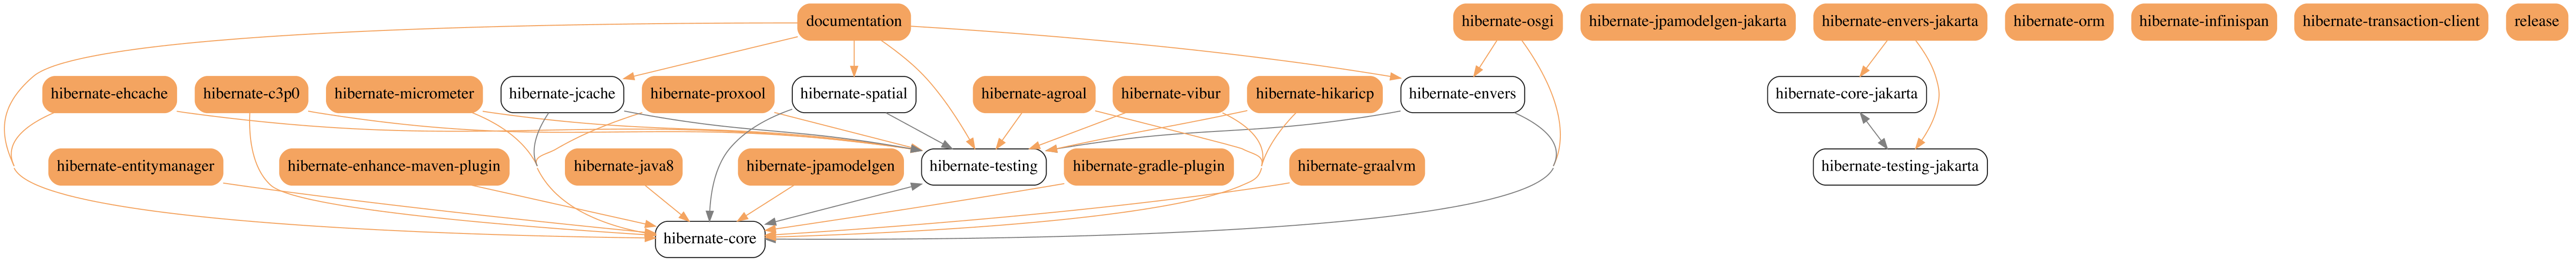 documentation
hibernate-osgi
hibernate-jpamodelgen-jakarta
hibernate-envers-jakarta
hibernate-orm
hibernate-infinispan
hibernate-transaction-client
release
hibernate-ehcache
hibernate-c3p0
hibernate-micrometer
hibernate-jcache
hibernate-proxool
hibernate-spatial
hibernate-agroal
hibernate-vibur
hibernate-hikaricp
hibernate-envers
hibernate-core-jakarta
hibernate-entitymanager
hibernate-enhance-maven-plugin
hibernate-java8
hibernate-jpamodelgen
hibernate-testing
hibernate-gradle-plugin
hibernate-graalvm
hibernate-testing-jakarta
hibernate-core